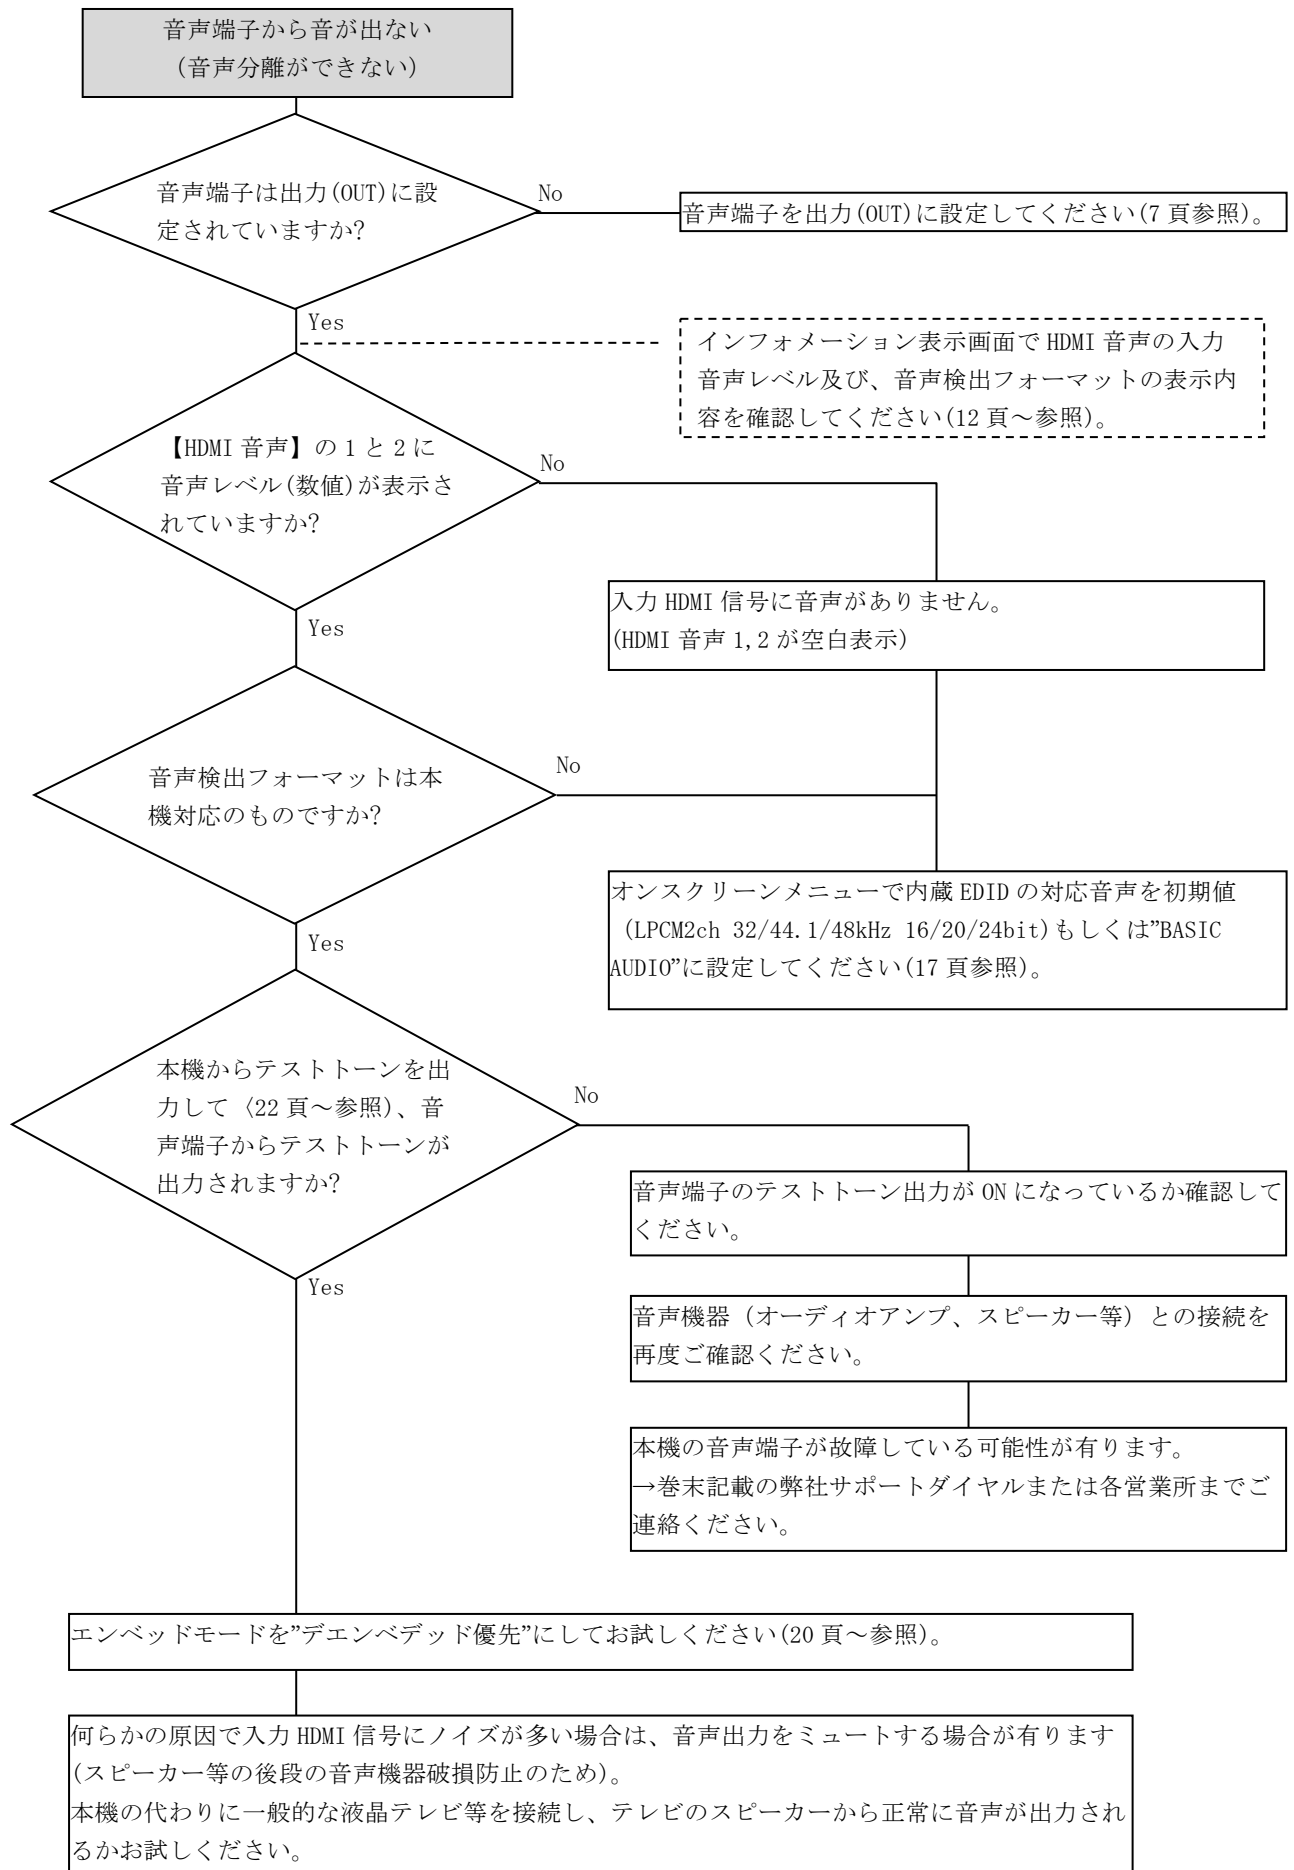 音声端子から音が出ない
(音声分離ができない)
音声端子は出力(OUT)に設
定されていますか?
No
音声端子を出力(OUT)に設定してください(7 頁参照)。
Yes
インフォメーション表示画面で HDMI 音声の入力
音声レベル及び、音声検出フォーマットの表示内
容を確認してください(12 頁～参照)。
【HDMI 音声】の 1 と 2 に
音声レベル(数値)が表示さ
れていますか?
No
入力 HDMI 信号に音声がありません。
(HDMI 音声 1,2 が空白表示)
Yes
音声検出フォーマットは本
機対応のものですか?
No
オンスクリーンメニューで内蔵 EDID の対応音声を初期値
(LPCM2ch 32/44.1/48kHz 16/20/24bit)もしくは”BASIC
AUDIO”に設定してください(17 頁参照)。
Yes
本機からテストトーンを出
力して〈22 頁～参照)、音
声端子からテストトーンが
出力されますか?
No
音声端子のテストトーン出力が ON になっているか確認して
ください。
音声機器（オーディオアンプ、スピーカー等）との接続を
再度ご確認ください。
本機の音声端子が故障している可能性が有ります。
→巻末記載の弊社サポートダイヤルまたは各営業所までご
連絡ください。
Yes
エンベッドモードを”デエンベデッド優先”にしてお試しください(20 頁～参照)。
何らかの原因で入力 HDMI 信号にノイズが多い場合は、音声出力をミュートする場合が有ります
(スピーカー等の後段の音声機器破損防止のため)。
本機の代わりに一般的な液晶テレビ等を接続し、テレビのスピーカーから正常に音声が出力され
るかお試しください。